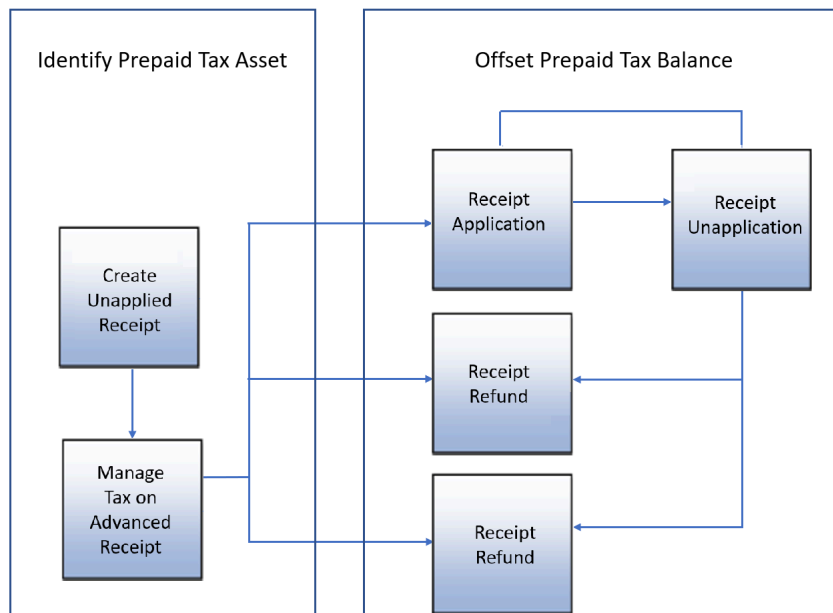 Identify Prepaid Tax Asset
Offset Prepaid Tax Balance
Create
Unapplied
Receipt
Manage
Tax on
Advanced
Receipt
Receipt
Application
Receipt
Unapplication
Receipt
Refund
Receipt
Refund